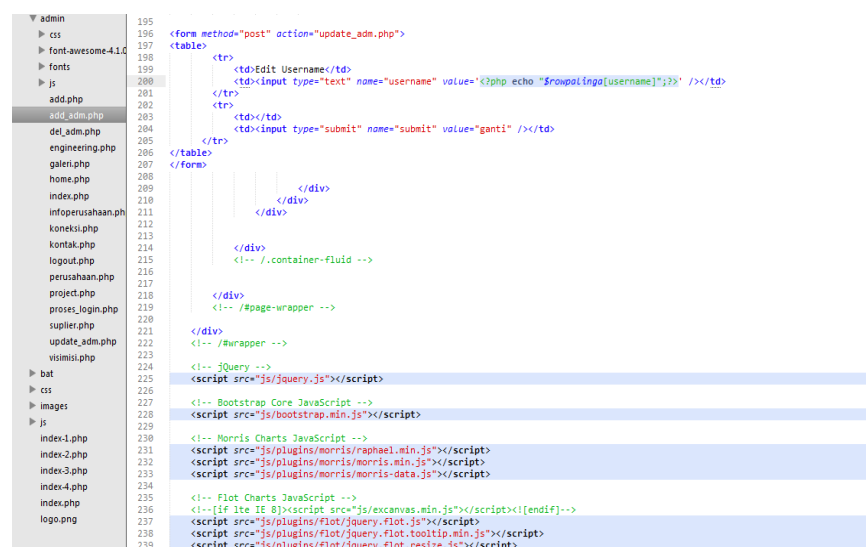 admin
css
font-awesome-4.1.0
fonts
js
add.php
add_adm.php
del_adm.php
engineering.php
galeri.php
home.php
index.php
infoperusahaan.ph
koneksi.php
kontak.php
logout.php
perusahaan.php
project.php
proses_login.php
suplier.php
update_adm.php
visimisi.php
bat
css
images
js
index-1.php
index-2.php
index-3.php
index-4.php
index.php
logo.png
195
196 <form method="post" action="update_adm.php">
197 <table>
198 <tr>
199 <td>Edit Username</td>
200 <td><input type="text" name="username" value='<?php echo "$rowpalinga[username]";?>' /></td>
201 </tr>
202 <tr>
203 <td></td>
204 <td><input type="submit" name="submit" value="ganti" /></td>
205 </tr>
206 </table>
207 </form>
208
209 </div>
210 </div>
211 </div>
212
213
214 </div>
215 <!-- /.container-fluid -->
216
217
218 </div>
219 <!-- /#page-wrapper -->
220
221 </div>
222 <!-- /#wrapper -->
223
224 <!-- jQuery -->
225 <script src="js/jquery.js"></script>
226
227 <!-- Bootstrap Core JavaScript -->
228 <script src="js/bootstrap.min.js"></script>
229
230 <!-- Morris Charts JavaScript -->
231 <script src="js/plugins/morris/raphael.min.js"></script>
232 <script src="js/plugins/morris/morris.min.js"></script>
233 <script src="js/plugins/morris/morris-data.js"></script>
234
235 <!-- Flot Charts JavaScript -->
236 <!--[if lte IE 8]><script src="js/excanvas.min.js"></script><![endif]-->
237 <script src="js/plugins/flot/jquery.flot.js"></script>
238 <script src="js/plugins/flot/jquery.flot.tooltip.min.js"></script>
239 <script src="js/plugins/flot/jquery.flot.resize.js"></script>